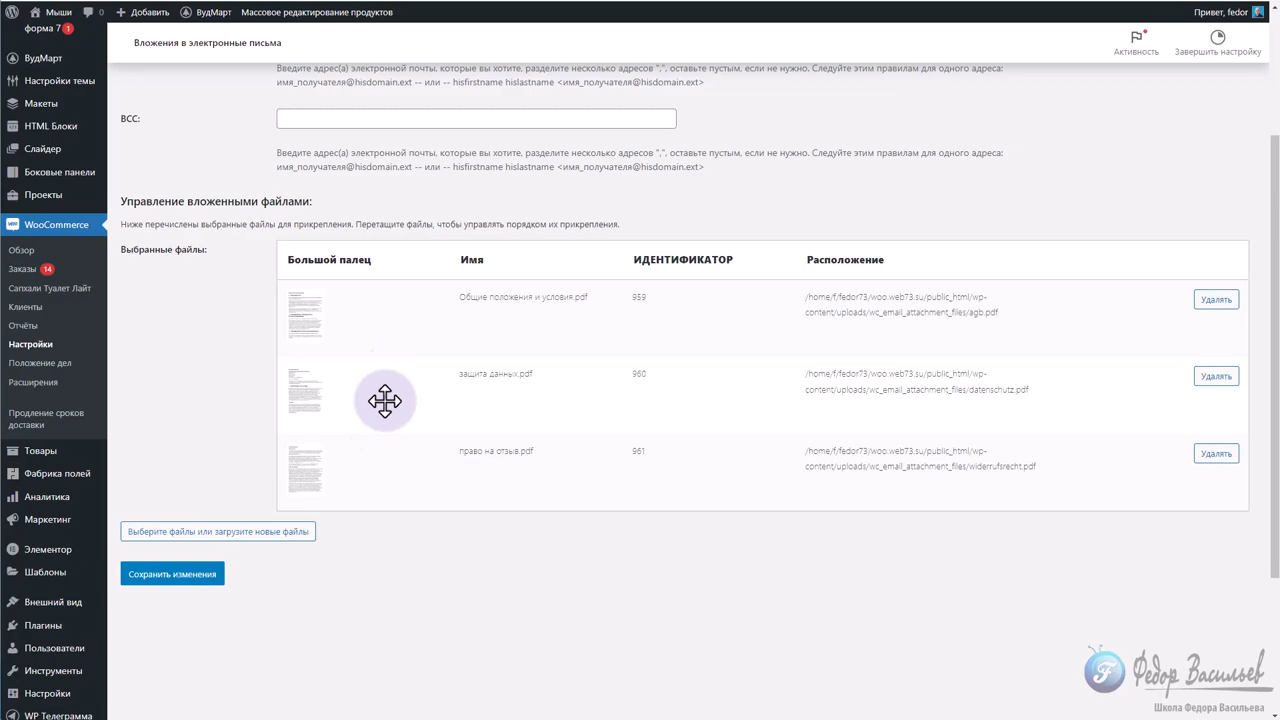 Мыши
0
Добавить
ВудМарт
Массовое редактирование продуктов
Привет, fedor
форма 7 1
ВудМарт
Настройки темы
Макеты
HTML Блоки
Слайдер
Боковые панели
Проекты
WooCommerce
Обзор
Заказы 14
Сапхали Туалет Лайт
Клиенты
Отчёты
Настройки
Положение дел
Расширения
Продление сроков
доставки
Товары
Фабрика полей
Аналитика
Маркетинг
Элементор
Шаблоны
Внешний вид
Плагины
Пользователи
Инструменты
Настройки
WP Телеграмма
Вложения в электронные письма
Активность
Завершить настройку
Введите адрес(а) электронной почты, которые вы хотите, разделите несколько адресов ",", оставьте пустым, если не нужно. Следуйте этим правилам для одного адреса:
имя_получателя@hisdomain.ext -- или -- hisfirstname hislastname <имя_получателя@hisdomain.ext>
BCC:
Введите адрес(а) электронной почты, которые вы хотите, разделите несколько адресов ",", оставьте пустым, если не нужно. Следуйте этим правилам для одного адреса:
имя_получателя@hisdomain.ext -- или -- hisfirstname hislastname <имя_получателя@hisdomain.ext>
Управление вложенными файлами:
Ниже перечислены выбранные файлы для прикрепления. Перетащите файлы, чтобы управлять порядком их прикрепления.
Выбранные файлы:
Большой палец Имя ИДЕНТИФИКАТОР Расположение
Общие положения и условия.pdf 959 /home/f/fedor73/woo.web73.su/public_html/wp-
content/uploads/wc_email_attachment_files/agb.pdf
Удалять
защита данных.pdf 960 /home/f/fedor73/woo.web73.su/public_html/wp-
content/uploads/wc_email_attachment_files/datenschutz.pdf
Удалять
право на отзыв.pdf 961 /home/f/fedor73/woo.web73.su/public_html/wp-
content/uploads/wc_email_attachment_files/widerrufsrecht.pdf
Удалять
Выберите файлы или загрузите новые файлы
Сохранить изменения
Федор Васильев
Школа Федора Васильева